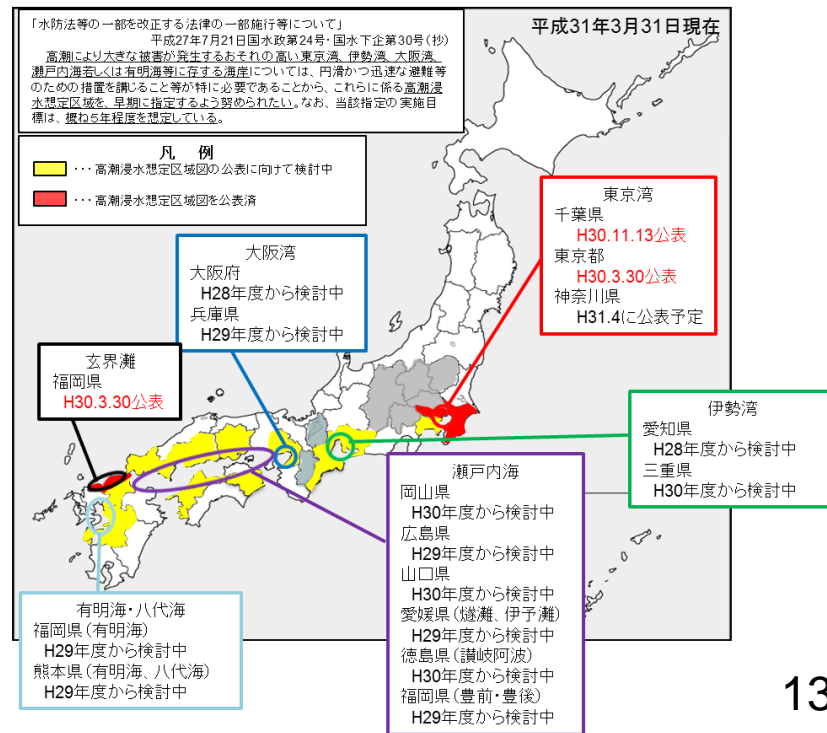 「水防法等の一部を改正する法律の一部施行等について」
平成27年7月21日国水政第24号・国水下企第30号(抄)
高潮により大きな被害が発生するおそれの高い東京湾、伊勢湾、大阪湾、
瀬戸内海若しくは有明海等に存する海岸については、円滑かつ迅速な避難等
のための措置を講じること等が特に必要であることから、これらに係る高潮浸
水想定区域を、早期に指定するよう努められたい。なお、当該指定の実施目
標は、概ね5年程度を想定している。
平成31年3月31日現在
凡 例
・・・高潮浸水想定区域図の公表に向けて検討中
・・・高潮浸水想定区域図を公表済
東京湾
千葉県
H30.11.13公表
東京都
H30.3.30公表
神奈川県
H31.4に公表予定
大阪湾
大阪府
H28年度から検討中
兵庫県
H29年度から検討中
玄界灘
福岡県
H30.3.30公表
伊勢湾
愛知県
H28年度から検討中
三重県
H30年度から検討中
瀬戸内海
岡山県
H30年度から検討中
広島県
H29年度から検討中
山口県
H30年度から検討中
愛媛県(燧灘、伊予灘)
H29年度から検討中
徳島県(讃岐阿波)
H30年度から検討中
福岡県(豊前・豊後)
H29年度から検討中
有明海・八代海
福岡県(有明海)
H29年度から検討中
熊本県(有明海、八代海)
H29年度から検討中
13